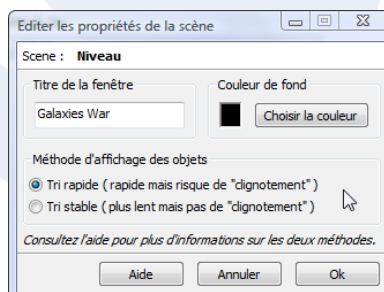 Editer les propriétés de la scène
Scene : Niveau
Titre de la fenêtre
Couleur de fond
Galaxies War
Choisir la couleur
Méthode d'affichage des objets
Tri rapide ( rapide mais risque de "clignotement" )
Tri stable ( plus lent mais pas de "clignotement" )
Consultez l'aide pour plus d'informations sur les deux méthodes.
Aide
Annuler
Ok